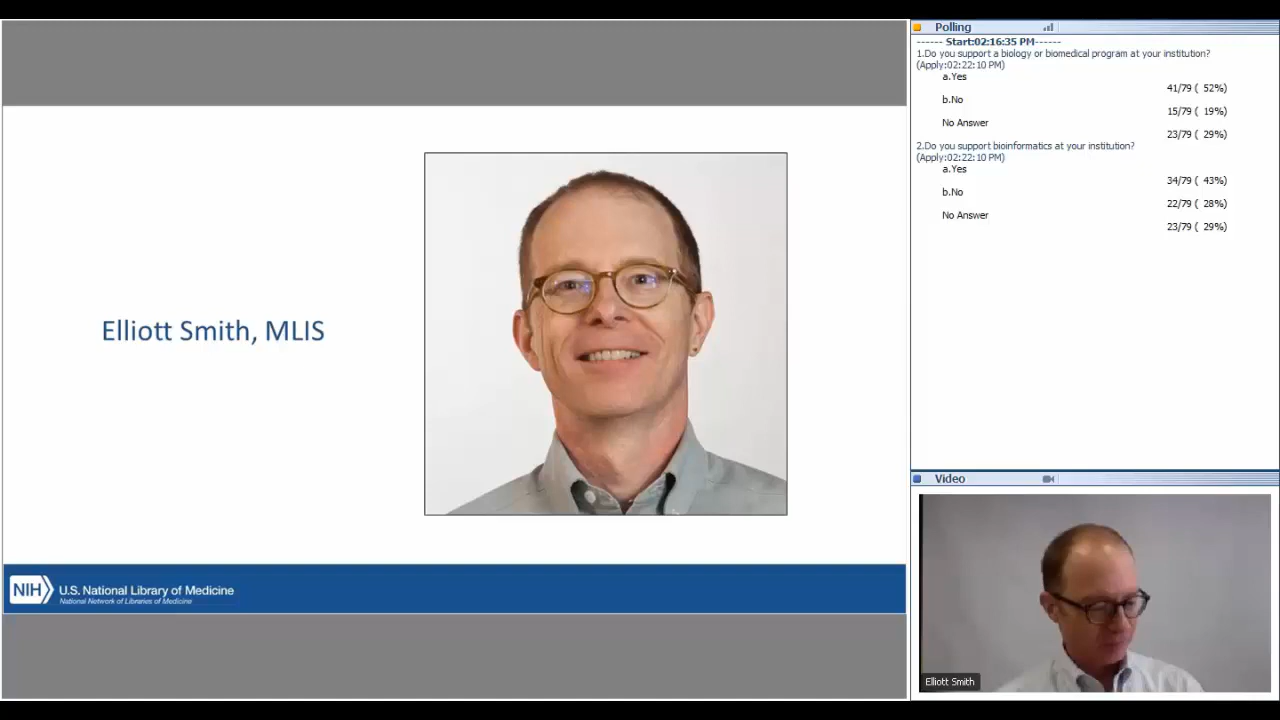 Elliott Smith, MLIS
NIH
U.S. National Library of Medicine
National Network of Libraries of Medicine
Polling
------ Start:02:16:35 PM------
1.Do you support a biology or biomedical program at your institution?
(Apply:02:22:10 PM)
a.Yes
41/79 ( 52%)
b.No
15/79 ( 19%)
No Answer
23/79 ( 29%)
2.Do you support bioinformatics at your institution?
(Apply:02:22:10 PM)
a.Yes
34/79 ( 43%)
b.No
22/79 ( 28%)
No Answer
23/79 ( 29%)
Video
Elliott Smith